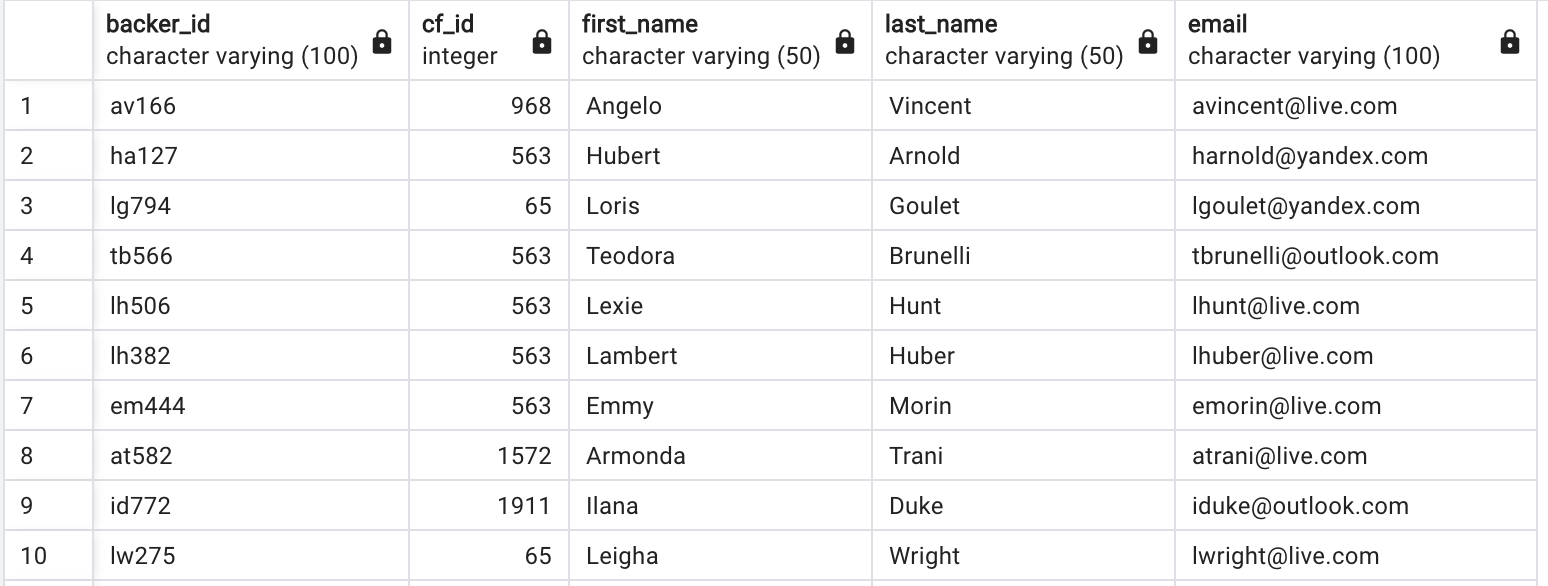 backer_id cf_id first_name last_name email
character varying (100) integer character varying (50) character varying (50) character varying (100)
1 av166 968 Angelo Vincent avincent@live.com
2 ha127 563 Hubert Arnold harnold@yandex.com
3 lg794 65 Loris Goulet lgoulet@yandex.com
4 tb566 563 Teodora Brunelli tbrunelli@outlook.com
5 lh506 563 Lexie Hunt lhunt@live.com
6 lh382 563 Lambert Huber lhuber@live.com
7 em444 563 Emmy Morin emorin@live.com
8 at582 1572 Armonda Trani atrani@live.com
9 id772 1911 Ilana Duke iduke@outlook.com
10 lw275 65 Leigha Wright lwright@live.com